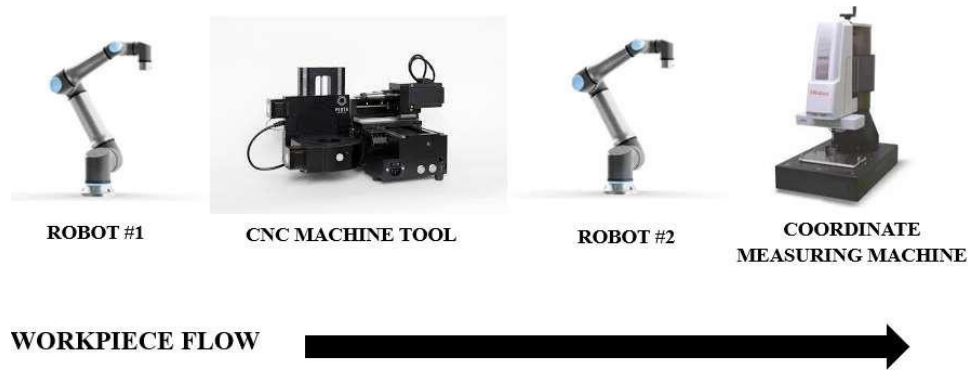 ROBOT #1
CNC MACHINE TOOL
ROBOT #2
COORDINATE
MEASURING MACHINE
WORKPIECE FLOW